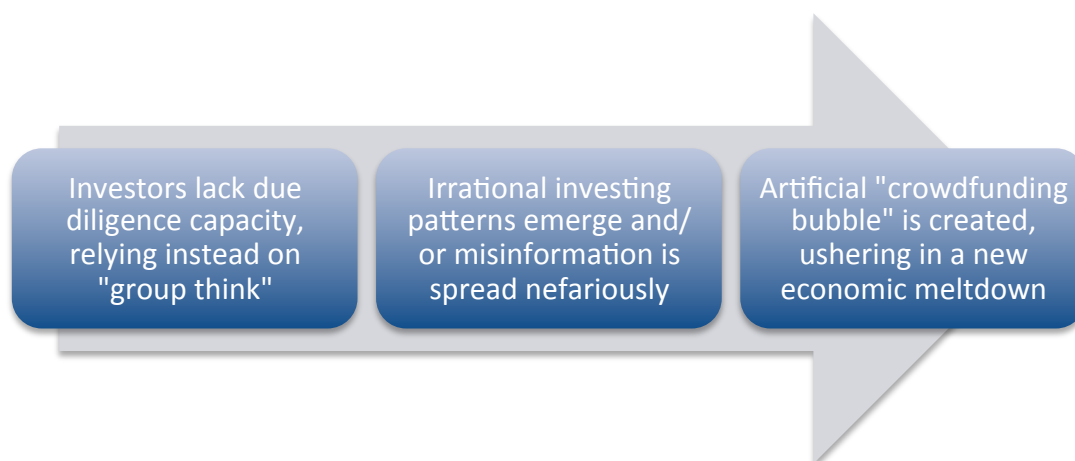 Investors lack due
diligence capacity,
relying instead on
"group think"
Irrational investing
patterns emerge and/
or misinformation is
spread nefariously
Artificial "crowdfunding
bubble" is created,
ushering in a new
economic meltdown